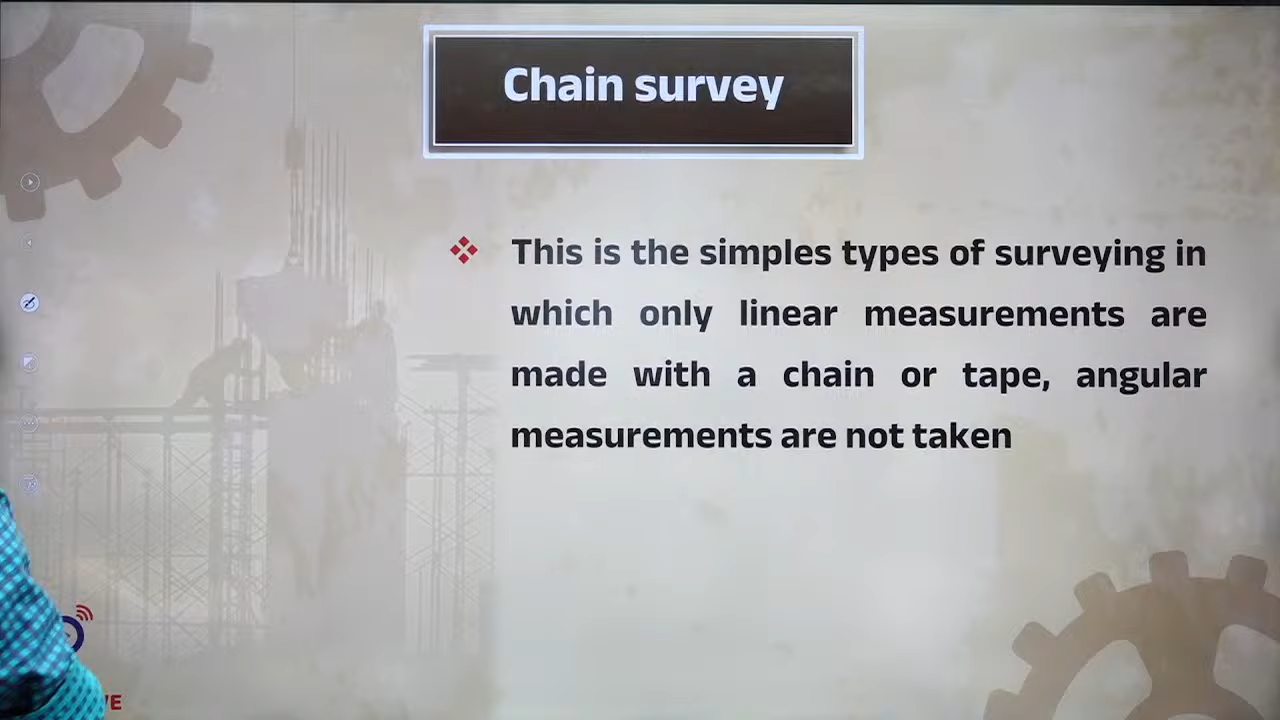 Chain survey
This is the simples types of surveying in
which only linear measurements are
made with a chain or tape, angular
measurements are not taken